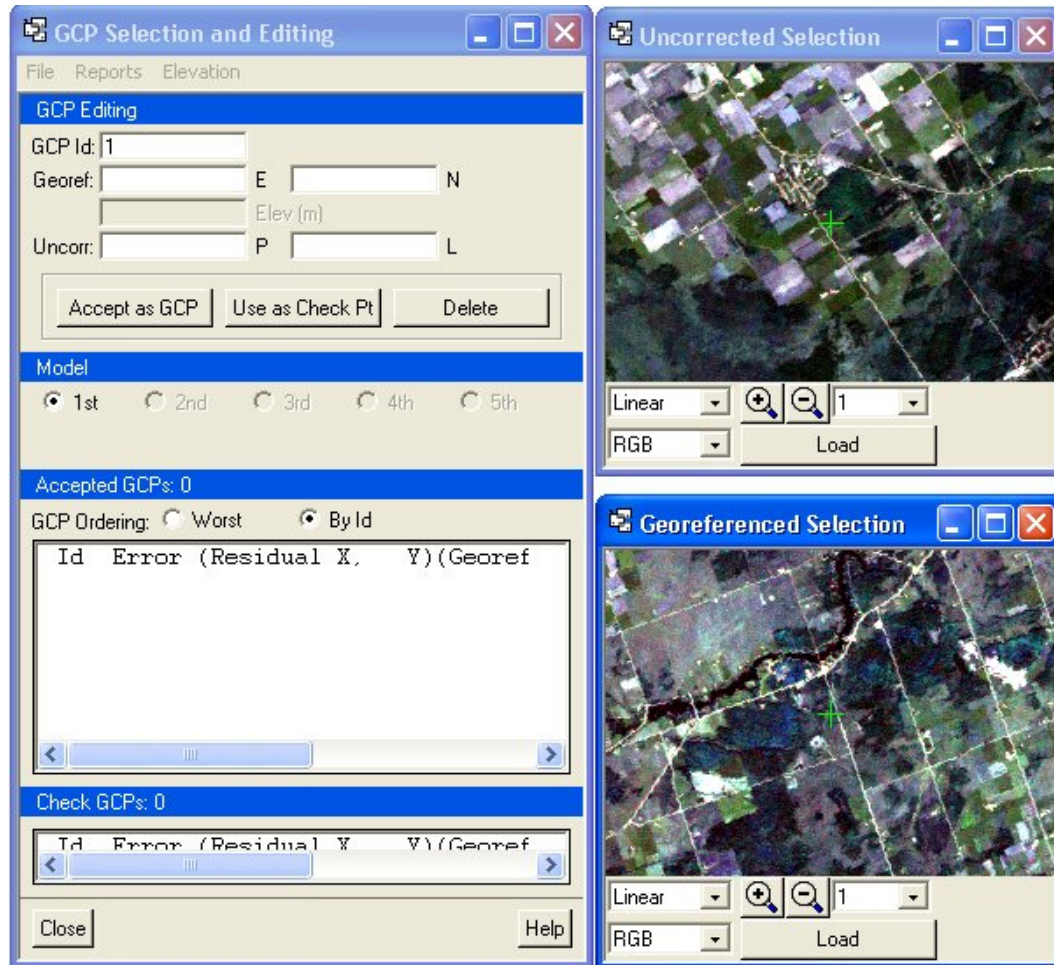 GCP Selection and Editing
File Reports Elevation
GCP Editing
GCP Id: 1
Georef: E N
Elev (m)
Uncorr: P L
Accept as GCP Use as Check Pt Delete
Model
1st 2nd 3rd 4th 5th
Accepted GCPs: 0
GCP Ordering: Worst By Id
Id Error (Residual X, Y)(Georef
Check GCPs: 0
Id Error (Residual X Y)(Georef
Close Help
Uncorrected Selection
Linear 1
RGB Load
Georeferenced Selection
Linear 1
RGB Load